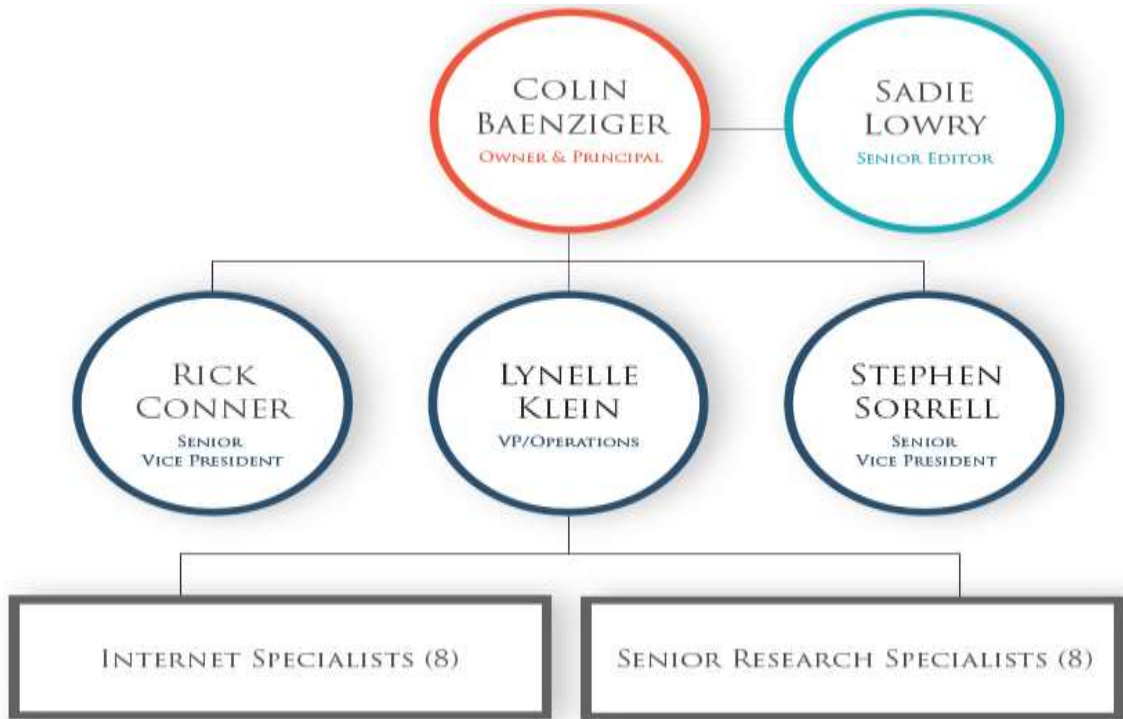 COLIN
BAENZIGER
OWNER & PRINCIPAL
SADIE
LOWRY
SENIOR EDITOR
RICK
CONNER
SENIOR
VICE PRESIDENT
LYNELLE
KLEIN
VP/OPERATIONS
STEPHEN
SORRELL
SENIOR
VICE PRESIDENT
INTERNET SPECIALISTS (8)
SENIOR RESEARCH SPECIALISTS (8)